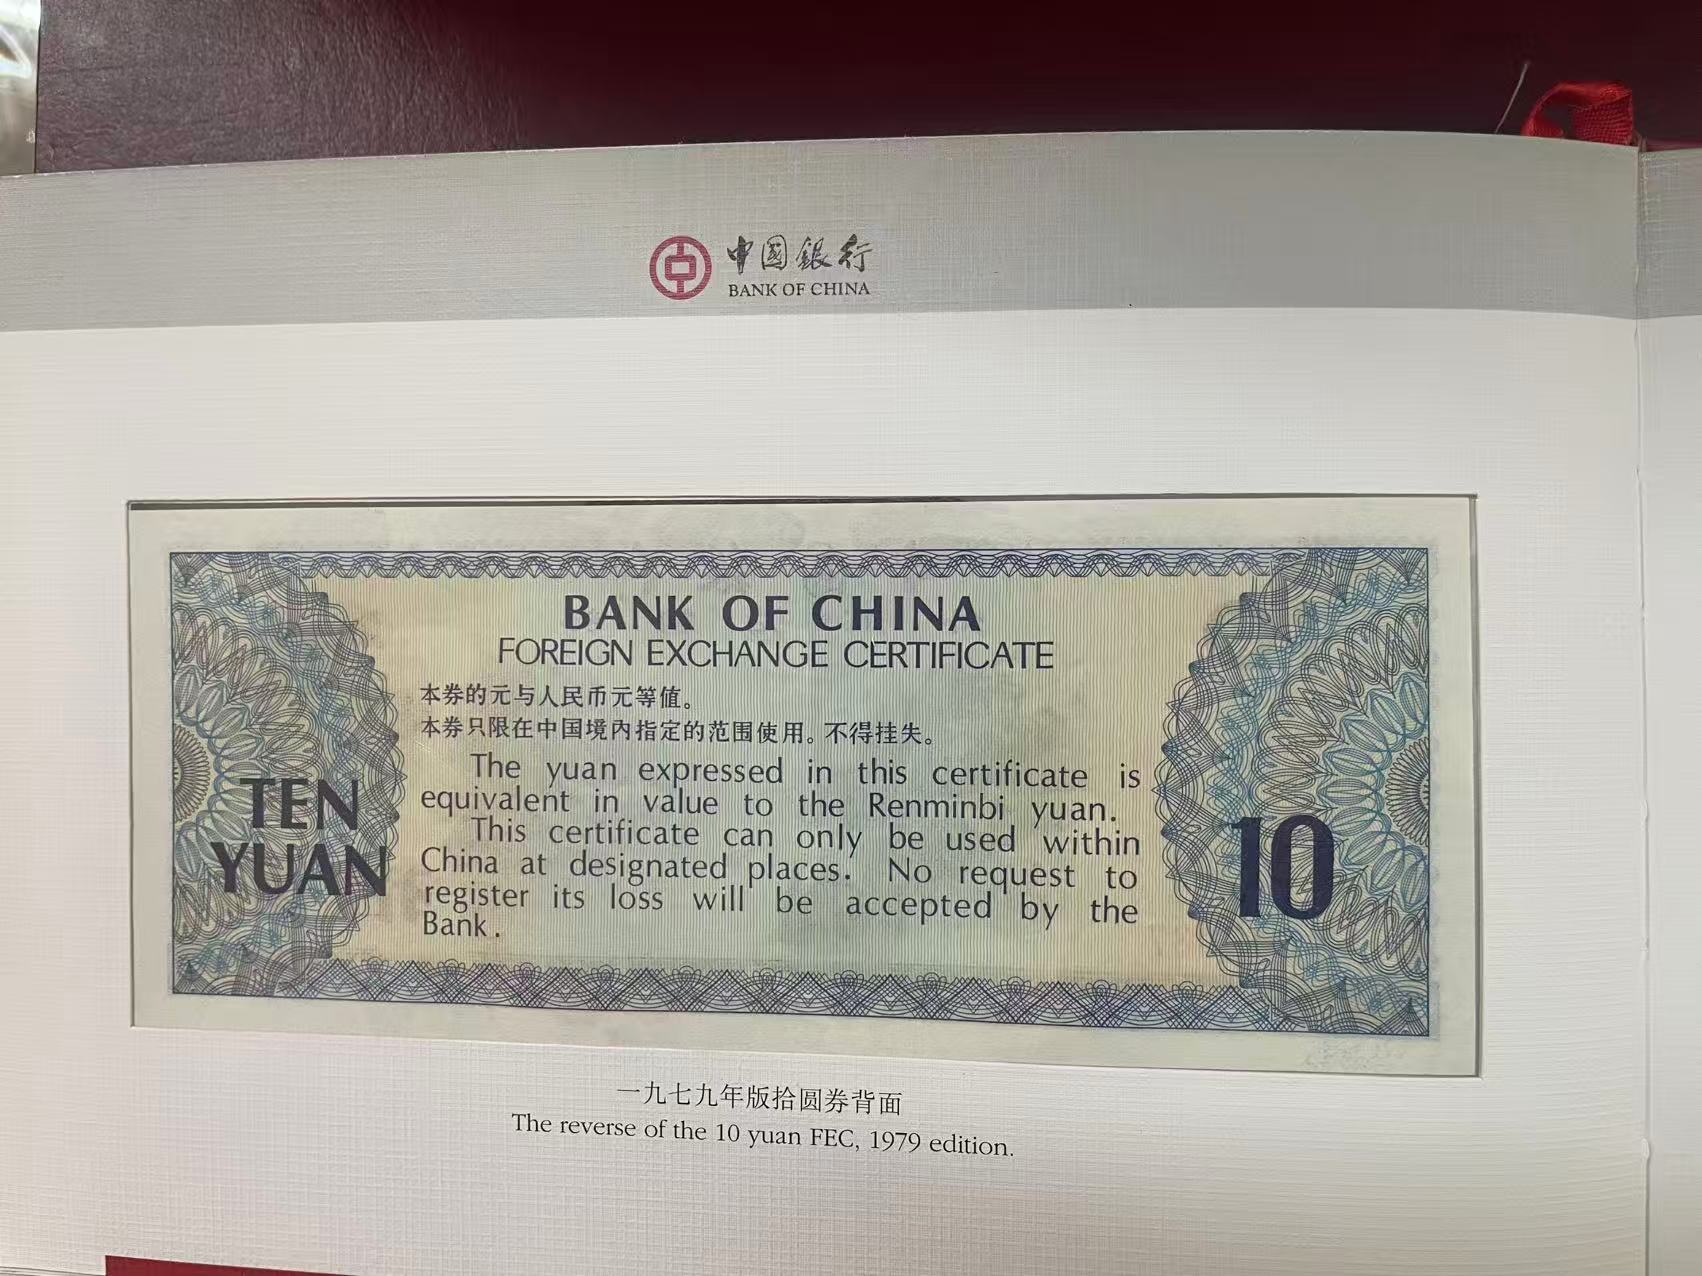 中國銀行
BANK OF CHINA
BANK OF CHINA
FOREIGN EXCHANGE CERTIFICATE
本券的元与人民币元等値。
本券只限在中国境内指定的范围使用。不得挂失。
The yuan expressed in this certificate is
equivalent in value to the Renminbi yuan.
This certificate can only be used within
China at designated places. No request to
register its loss will be accepted by the
Bank.
TEN
YUAN
10
一九七九年版拾圆券背面
The reverse of the 10 yuan FEC, 1979 edition.